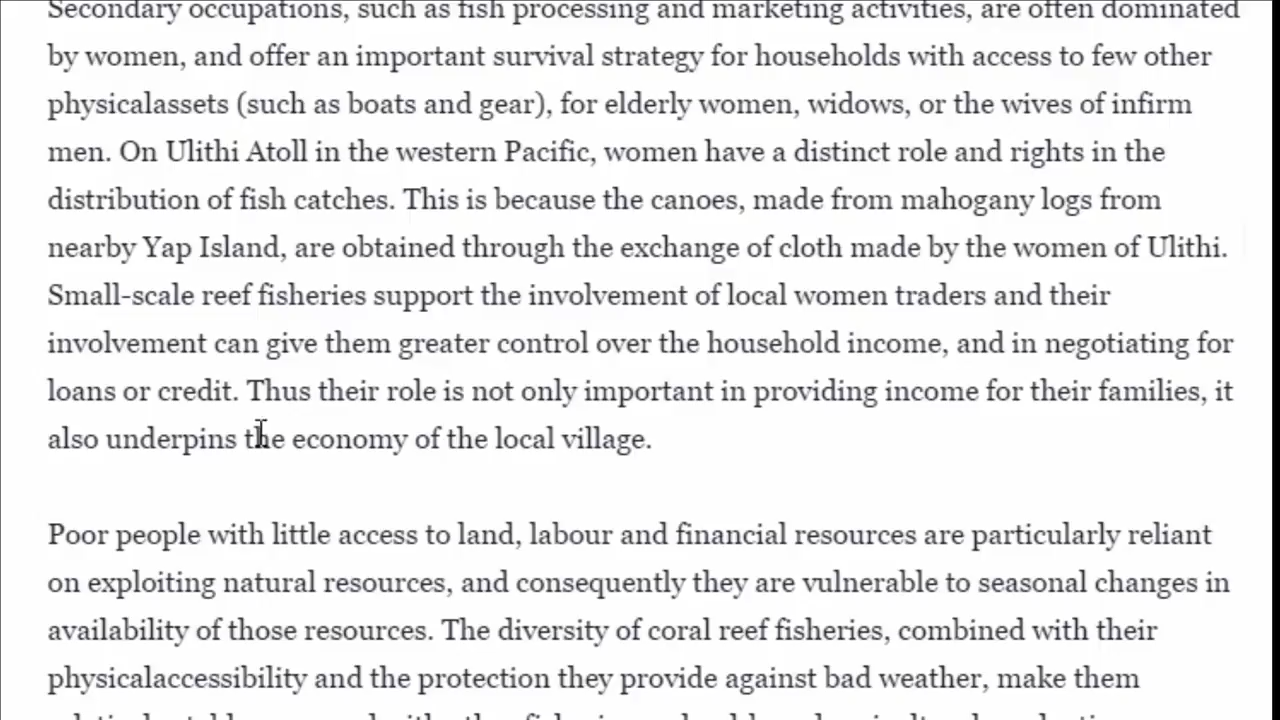 Secondary occupations, such as fish processing and marketing activities, are often dominated
by women, and offer an important survival strategy for households with access to few other
physicalassets (such as boats and gear), for elderly women, widows, or the wives of infirm
men. On Ulithi Atoll in the western Pacific, women have a distinct role and rights in the
distribution of fish catches. This is because the canoes, made from mahogany logs from
nearby Yap Island, are obtained through the exchange of cloth made by the women of Ulithi.
Small-scale reef fisheries support the involvement of local women traders and their
involvement can give them greater control over the household income, and in negotiating for
loans or credit. Thus their role is not only important in providing income for their families, it
also underpins the economy of the local village.
Poor people with little access to land, labour and financial resources are particularly reliant
on exploiting natural resources, and consequently they are vulnerable to seasonal changes in
availability of those resources. The diversity of coral reef fisheries, combined with their
physicalaccessibility and the protection they provide against bad weather, make them